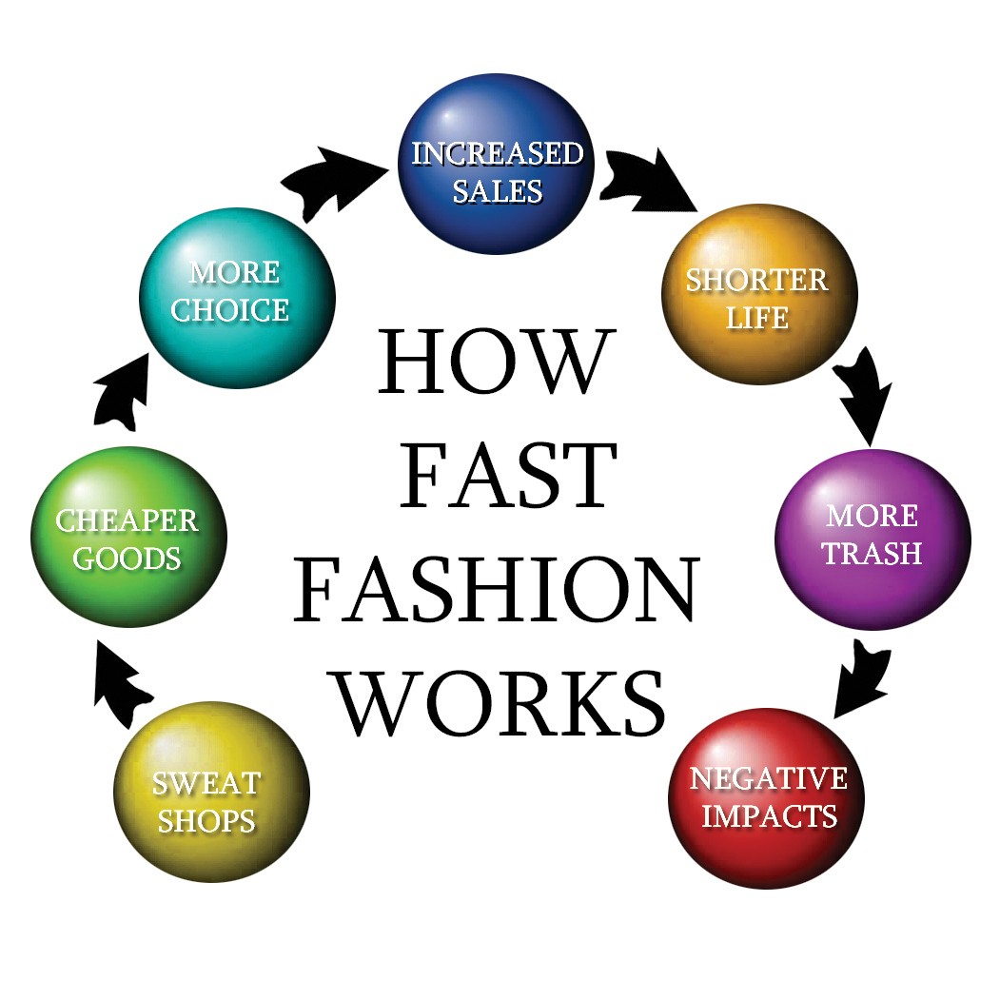 HOW
FAST
FASHION
WORKS
SWEAT
SHOPS
CHEAPER
GOODS
MORE
CHOICE
INCREASED
SALES
SHORTER
LIFE
MORE
TRASH
NEGATIVE
IMPACTS